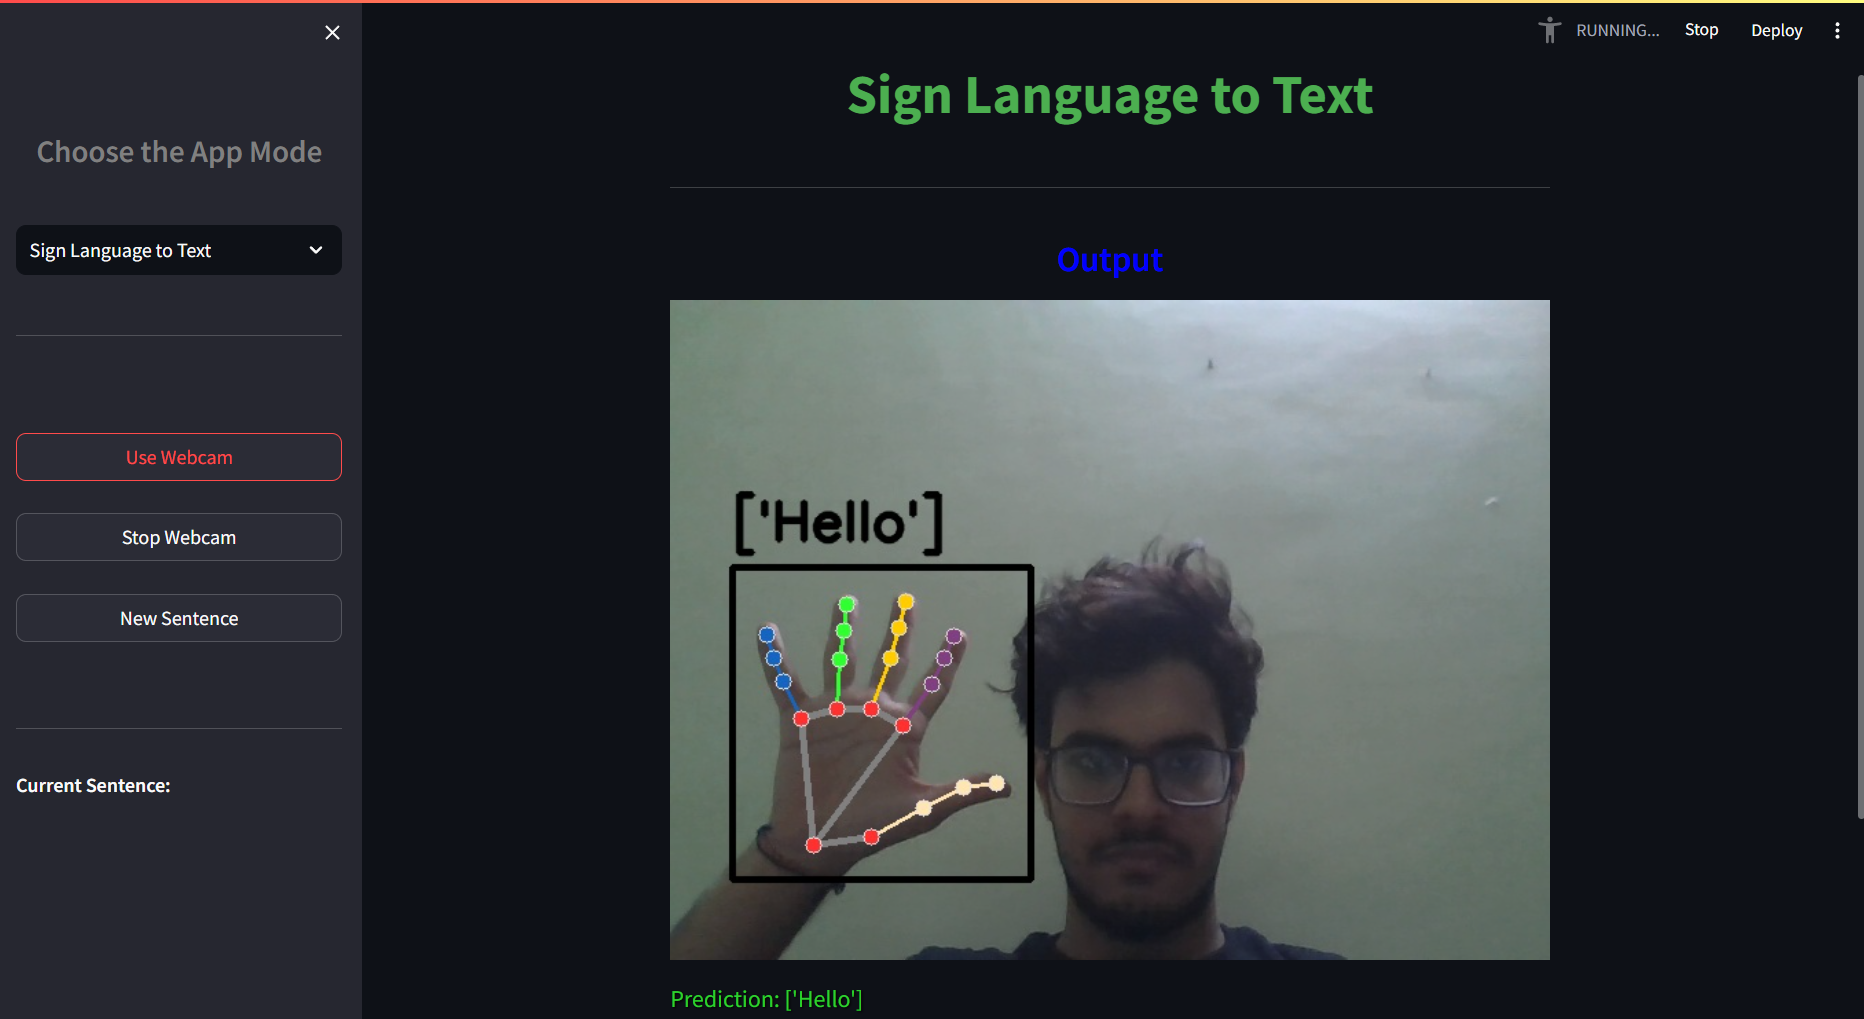 RUNNING...
Stop
Deploy
Choose the App Mode
Sign Language to Text
Use Webcam
Stop Webcam
New Sentence
Current Sentence:
Sign Language to Text
Output
['Hello']
Prediction: ['Hello']